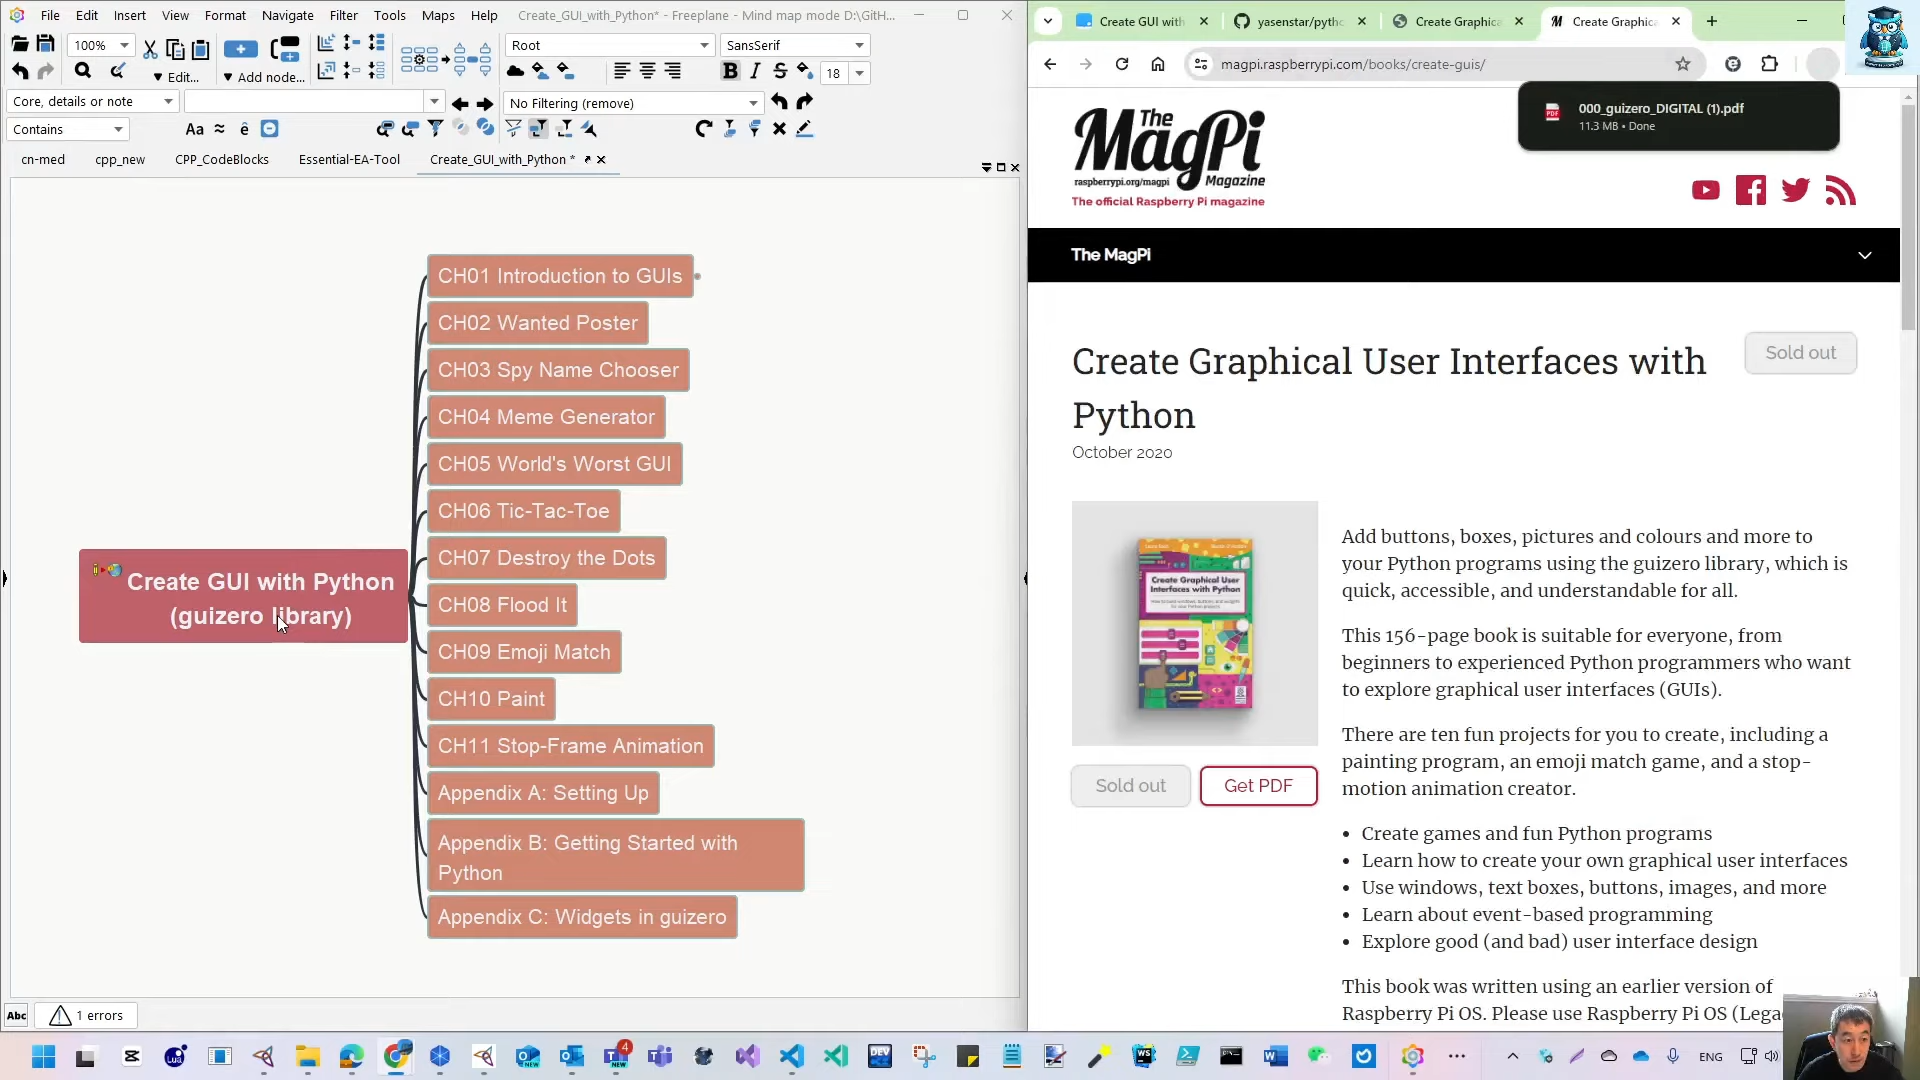 File Edit View Insert Format Navigate Filter Tools Maps Help
Create_GUI_with_Python* - Freeplane - Mind map mode D:\GitH...
100%
Edit...
Add node...
Root
SansSerif
B I S
18
Core, details or note
No Filtering (remove)
Contains
Aa ≈ ê
cn-med
cpp_new
CPP_CodeBlocks
Essential-EA-Tool
Create_GUI_with_Python *
CH01 Introduction to GUIs
CH02 Wanted Poster
CH03 Spy Name Chooser
CH04 Meme Generator
CH05 World's Worst GUI
CH06 Tic-Tac-Toe
CH07 Destroy the Dots
Create GUI with Python
(guizero library)
CH08 Flood It
CH09 Emoji Match
CH10 Paint
CH11 Stop-Frame Animation
Appendix A: Setting Up
Appendix B: Getting Started with
Python
Appendix C: Widgets in guizero
Abc
1 errors
Create GUI with
yasenstar/pytho
Create Graphica
Create Graphica
magpi.raspberrypi.com/books/create-guis/
000_guizero_DIGITAL (1).pdf
11.3 MB • Done
The
MagPi
raspberrypi.org/magpi Magazine
The official Raspberry Pi magazine
The MagPi
Create Graphical User Interfaces with
Python
Sold out
October 2020
Create Graphical User
Interfaces with Python
Add buttons, boxes, pictures and colours and more to
your Python programs using the guizero library, which is
quick, accessible, and understandable for all.
This 156-page book is suitable for everyone, from
beginners to experienced Python programmers who want
to explore graphical user interfaces (GUIs).
There are ten fun projects for you to create, including a
painting program, an emoji match game, and a stop-
motion animation creator.
Sold out
Get PDF
• Create games and fun Python programs
• Learn how to create your own graphical user interfaces
• Use windows, text boxes, buttons, images, and more
• Learn about event-based programming
• Explore good (and bad) user interface design
This book was written using an earlier version of
Raspberry Pi OS. Please use Raspberry Pi OS (Lega
4
DEV
ENG